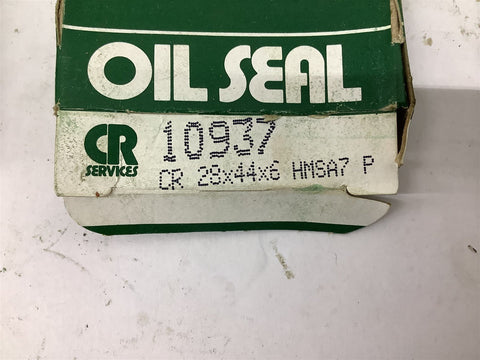 OIL SEAL
CR
SERVICES
10937
CR 28x44x6 HMSA7 P